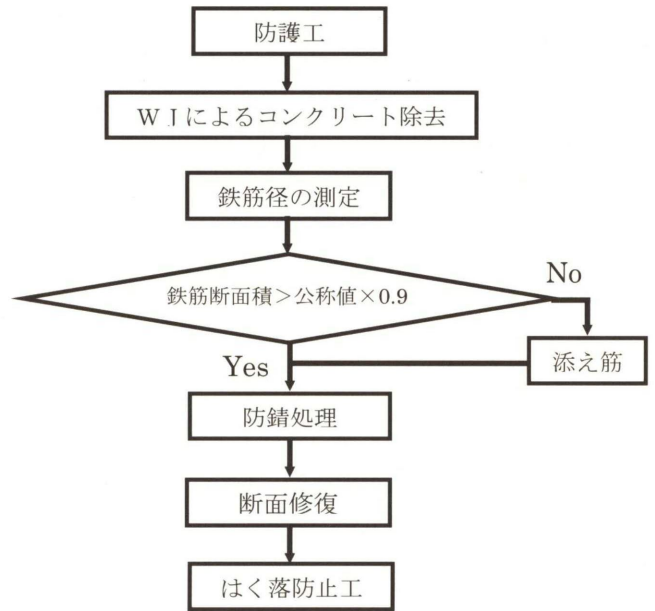 防護工
ＷＪによるコンクリート除去
鉄筋径の測定
鉄筋断面積＞公称値×0.9
No
添え筋
Yes
防錆処理
断面修復
はく落防止工